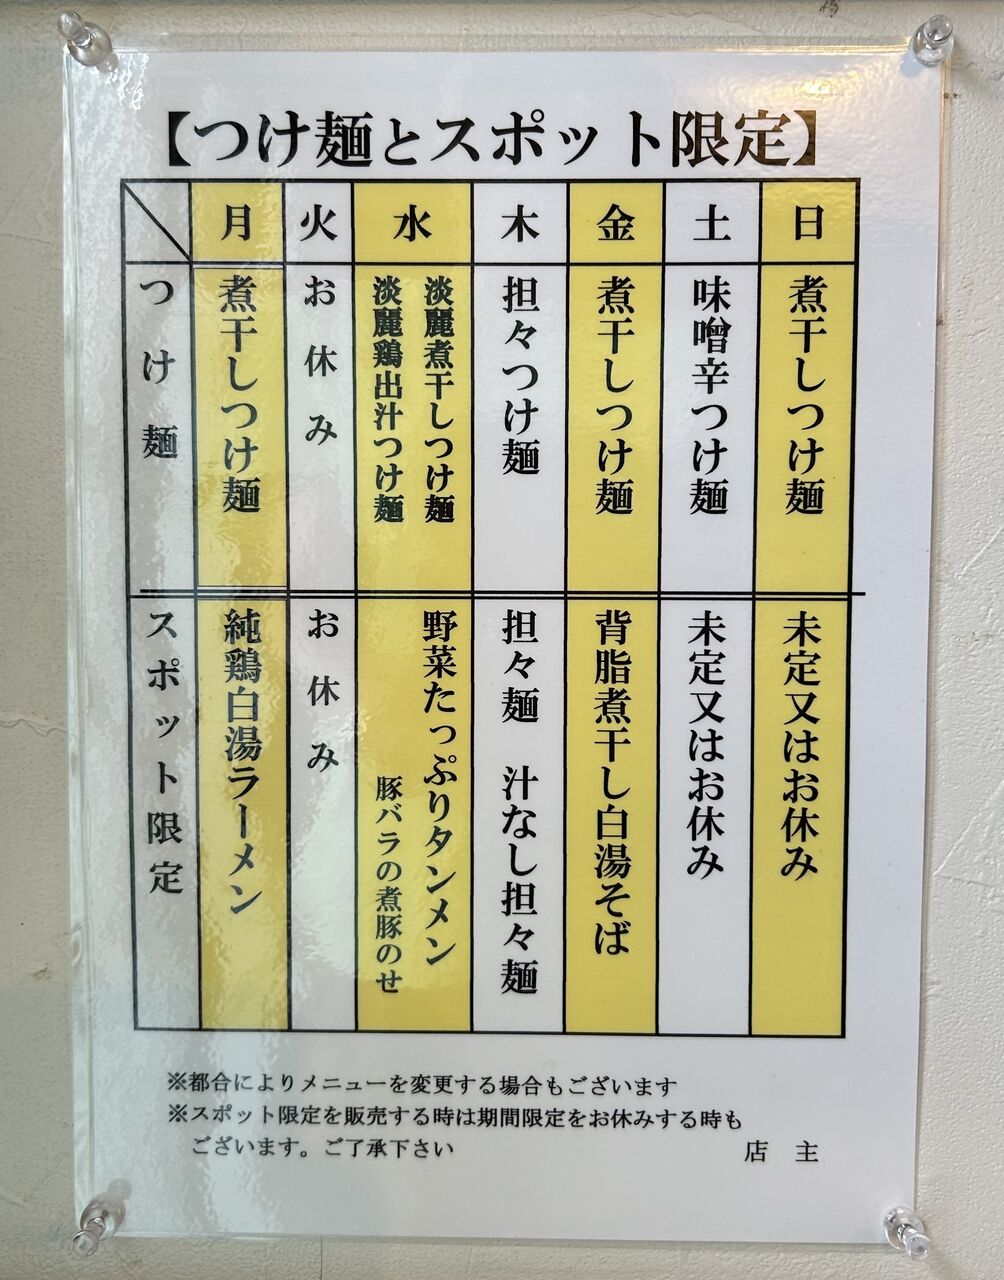 【つけ麺とスポット限定】
月
火
水
木
金
土
日
つけ麺
煮干しつけ麺
お休み
淡麗煮干しつけ麺
淡麗鶏出汁つけ麺
担々つけ麺
煮干しつけ麺
味噌辛つけ麺
煮干しつけ麺
スポット限定
純鶏白湯ラーメン
お休み
野菜たっぷりタンメン
豚バラの煮豚のせ
担々麺　汁なし担々麺
背脂煮干し白湯そば
未定又はお休み
未定又はお休み
※都合によりメニューを変更する場合もございます
※スポット限定を販売する時は期間限定をお休みする時も
ございます。ご了承下さい
店　主